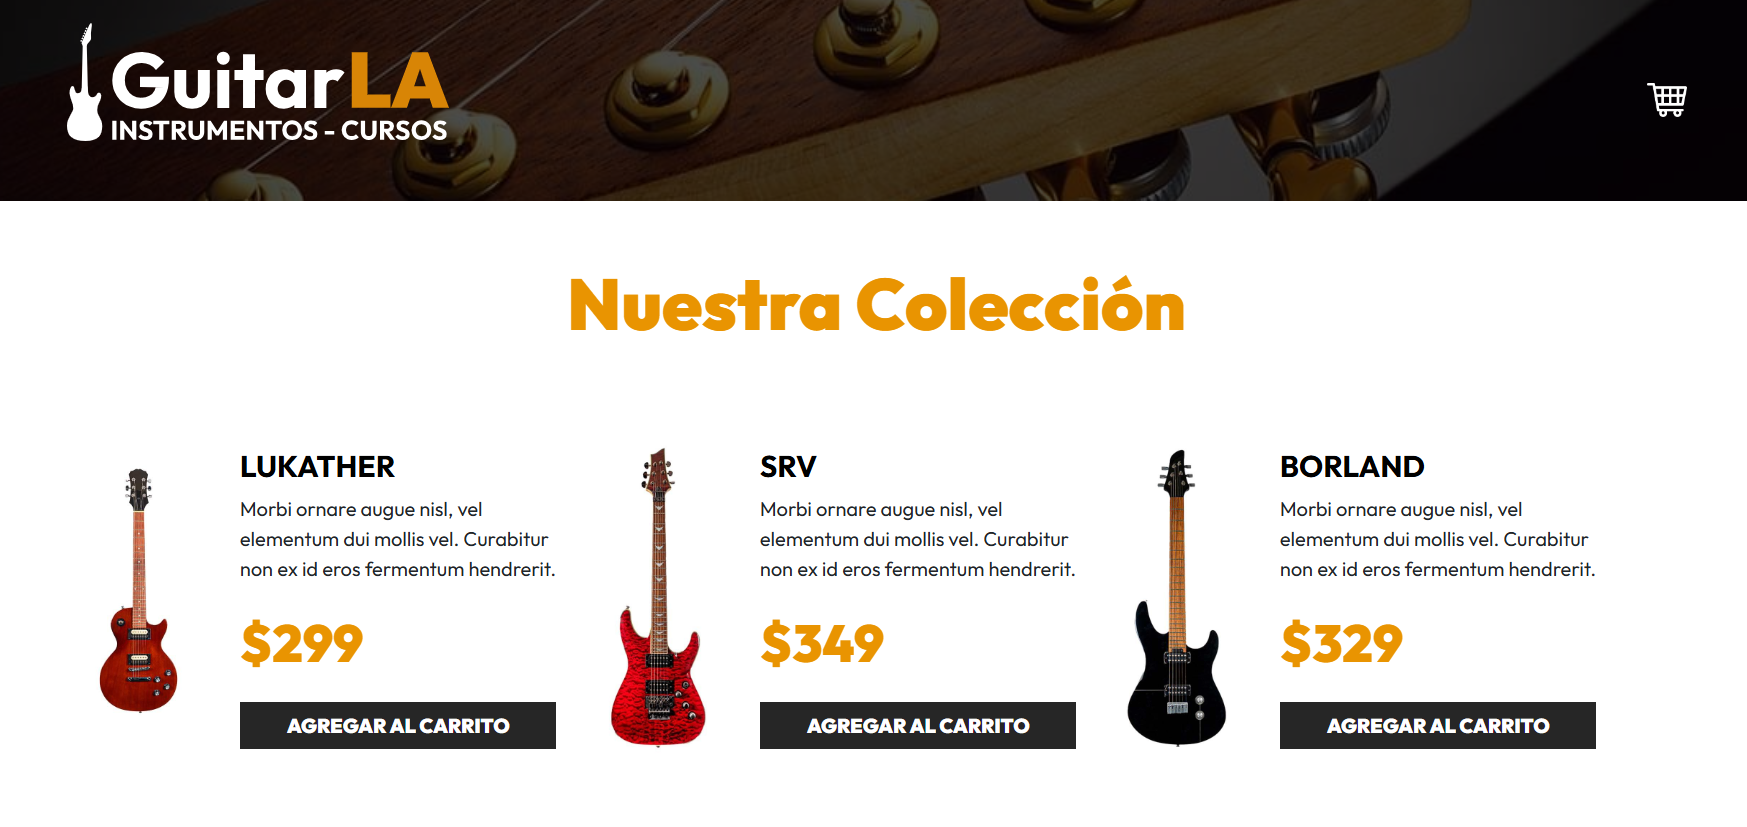 GuitarLA
INSTRUMENTOS - CURSOS
Nuestra Colección
LUKATHER
Morbi ornare augue nisl, vel
elementum dui mollis vel. Curabitur
non ex id eros fermentum hendrerit.
$299
AGREGAR AL CARRITO
SRV
Morbi ornare augue nisl, vel
elementum dui mollis vel. Curabitur
non ex id eros fermentum hendrerit.
$349
AGREGAR AL CARRITO
BORLAND
Morbi ornare augue nisl, vel
elementum dui mollis vel. Curabitur
non ex id eros fermentum hendrerit.
$329
AGREGAR AL CARRITO